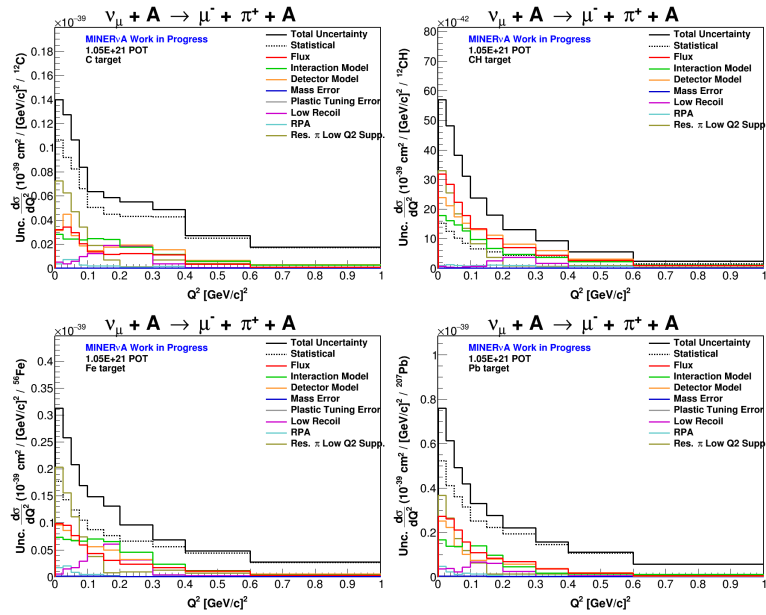 νμ + A → μ- + π+ + A
×10-39
MINERνA Work in Progress
1.05E+21 POT
C target
Total Uncertainty
Statistical
Flux
Interaction Model
Detector Model
Mass Error
Plastic Tuning Error
Low Recoil
RPA
Res. π Low Q2 Supp.
Unc. dσ/dQ2 (10-39 cm2 / [GeV/c]2 / 12C)
0.18
0.16
0.14
0.12
0.1
0.08
0.06
0.04
0.02
0
0 0.1 0.2 0.3 0.4 0.5 0.6 0.7 0.8 0.9 1
Q2 [GeV/c]2
νμ + A → μ- + π+ + A
×10-42
MINERνA Work in Progress
1.05E+21 POT
CH target
Total Uncertainty
Statistical
Flux
Interaction Model
Detector Model
Mass Error
Low Recoil
RPA
Res. π Low Q2 Supp.
Unc. dσ/dQ2 (10-39 cm2 / [GeV/c]2 / 12CH)
80
70
60
50
40
30
20
10
0
0 0.1 0.2 0.3 0.4 0.5 0.6 0.7 0.8 0.9 1
Q2 [GeV/c]2
νμ + A → μ- + π+ + A
×10-39
MINERνA Work in Progress
1.05E+21 POT
Fe target
Total Uncertainty
Statistical
Flux
Interaction Model
Detector Model
Mass Error
Plastic Tuning Error
Low Recoil
RPA
Res. π Low Q2 Supp.
Unc. dσ/dQ2 (10-39 cm2 / [GeV/c]2 / 56Fe)
0.4
0.35
0.3
0.25
0.2
0.15
0.1
0.05
0
0 0.1 0.2 0.3 0.4 0.5 0.6 0.7 0.8 0.9 1
Q2 [GeV/c]2
νμ + A → μ- + π+ + A
×10-39
MINERνA Work in Progress
1.05E+21 POT
Pb target
Total Uncertainty
Statistical
Flux
Interaction Model
Detector Model
Mass Error
Plastic Tuning Error
Low Recoil
RPA
Res. π Low Q2 Supp
Unc. dσ/dQ2 (10-39 cm2 / [GeV/c]2 / 207Pb)
1
0.8
0.6
0.4
0.2
0
0 0.1 0.2 0.3 0.4 0.5 0.6 0.7 0.8 0.9 1
Q2 [GeV/c]2